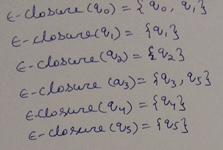 ϵ-closure(q₀) = {q₀, q₁}
ϵ-closure(q₁) = {q₁}
ϵ-closure(q₂) = {q₂}
ϵ-closure (q₃) = {q₃, q₅}
ϵclosure(q₄) = {q₄}
ϵ-closure(q₅) = {q₅}